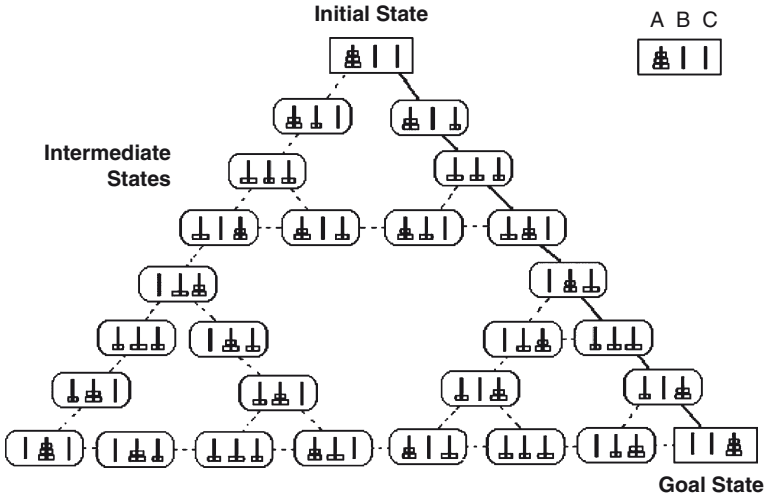 Initial State
A B C
Intermediate
States
Goal State